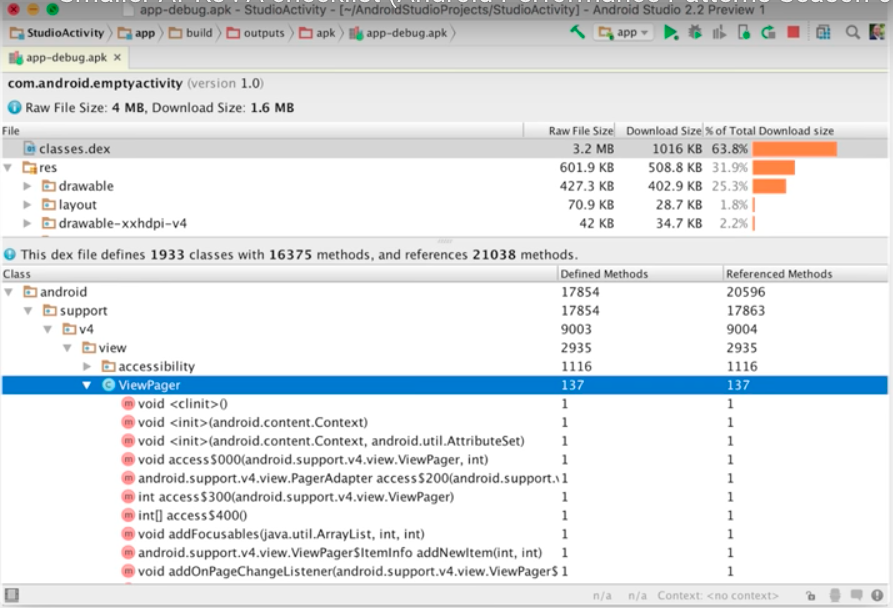 app-debug.apk - StudioActivity - [~/AndroidStudioProjects/StudioActivity] - Android Studio 2.2 Preview 1
StudioActivity app build outputs apk app-debug.apk app
app-debug.apk
com.android.emptyactivity (version 1.0)
Raw File Size: 4 MB, Download Size: 1.6 MB
File Raw File Size Download Size % of Total Download size
classes.dex 3.2 MB 1016 KB 63.8%
res 601.9 KB 508.8 KB 31.9%
drawable 427.3 KB 402.9 KB 25.3%
layout 70.9 KB 28.7 KB 1.8%
drawable-xxhdpi-v4 42 KB 34.7 KB 2.2%
This dex file defines 1933 classes with 16375 methods, and references 21038 methods.
Class Defined Methods Referenced Methods
android 17854 20596
support 17854 17863
v4 9003 9004
view 2935 2935
accessibility 1116 1116
ViewPager 137 137
void <clinit>() 1 1
void <init>(android.content.Context) 1 1
void <init>(android.content.Context, android.util.AttributeSet) 1 1
void access$000(android.support.v4.view.ViewPager, int) 1 1
android.support.v4.view.PagerAdapter access$200(android.support.v 1 1
int access$300(android.support.v4.view.ViewPager) 1 1
int[] access$400() 1 1
void addFocusables(java.util.ArrayList, int, int) 1 1
android.support.v4.view.ViewPager$ItemInfo addNewItem(int, int) 1 1
void addOnPageChangeListener(android.support.v4.view.ViewPager$ 1 1
n/a n/a Context: <no context>